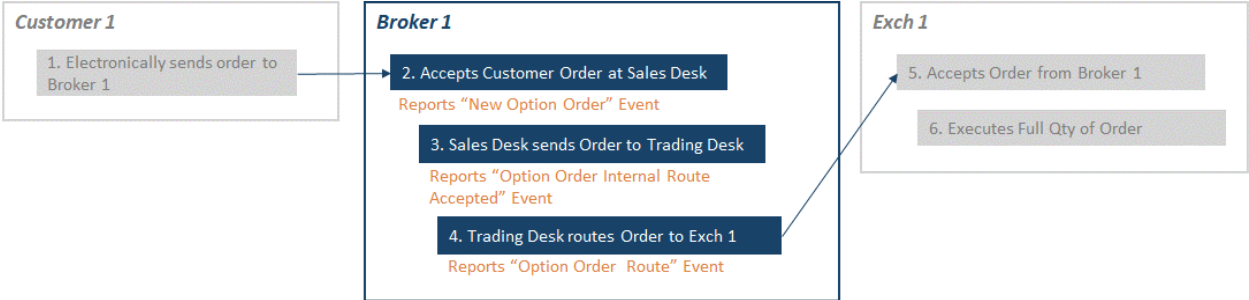 Customer 1
1. Electronically sends order to
Broker 1
Broker 1
2. Accepts Customer Order at Sales Desk
Reports “New Option Order” Event
3. Sales Desk sends Order to Trading Desk
Reports “Option Order Internal Route
Accepted” Event
4. Trading Desk routes Order to Exch 1
Reports “Option Order Route” Event
Exch 1
5. Accepts Order from Broker 1
6. Executes Full Qty of Order